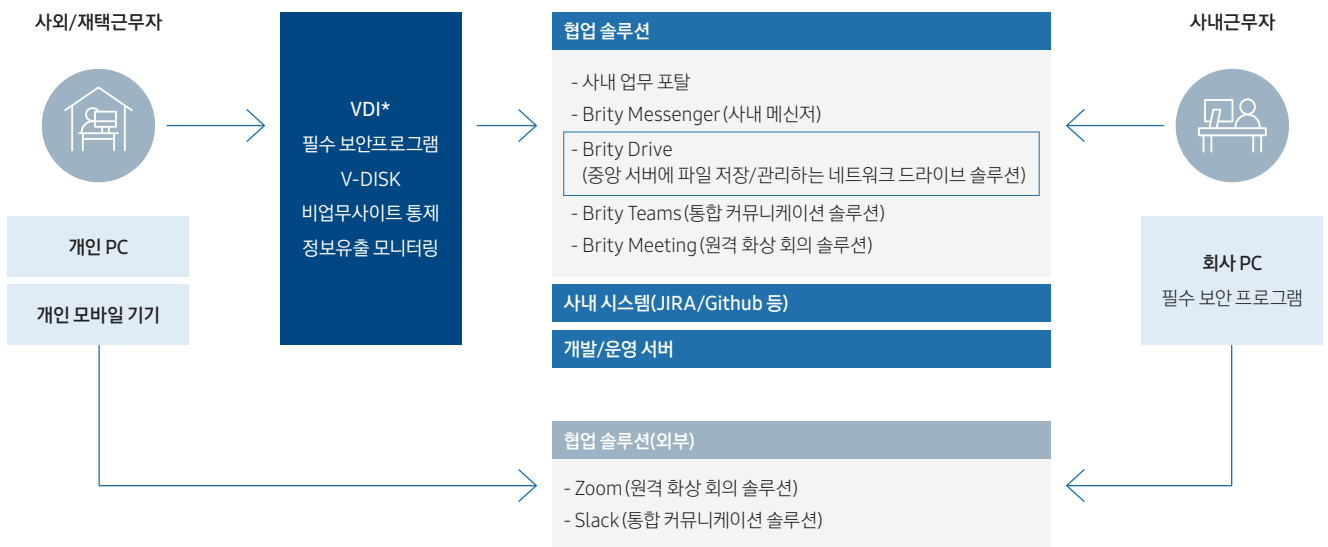 사외/재택근무자
개인 PC
개인 모바일 기기
VDI*
필수 보안프로그램
V-DISK
비업무사이트 통제
정보유출 모니터링
협업 솔루션
- 사내 업무 포탈
- Brity Messenger(사내 메신저)
- Brity Drive
(중앙 서버에 파일 저장/관리하는 네트워크 드라이브 솔루션)
- Brity Teams(통합 커뮤니케이션 솔루션)
- Brity Meeting(원격 화상 회의 솔루션)
사내 시스템(JIRA/Github 등)
개발/운영 서버
협업 솔루션(외부)
- Zoom(원격 화상 회의 솔루션)
- Slack(통합 커뮤니케이션 솔루션)
사내근무자
회사 PC
필수 보안 프로그램